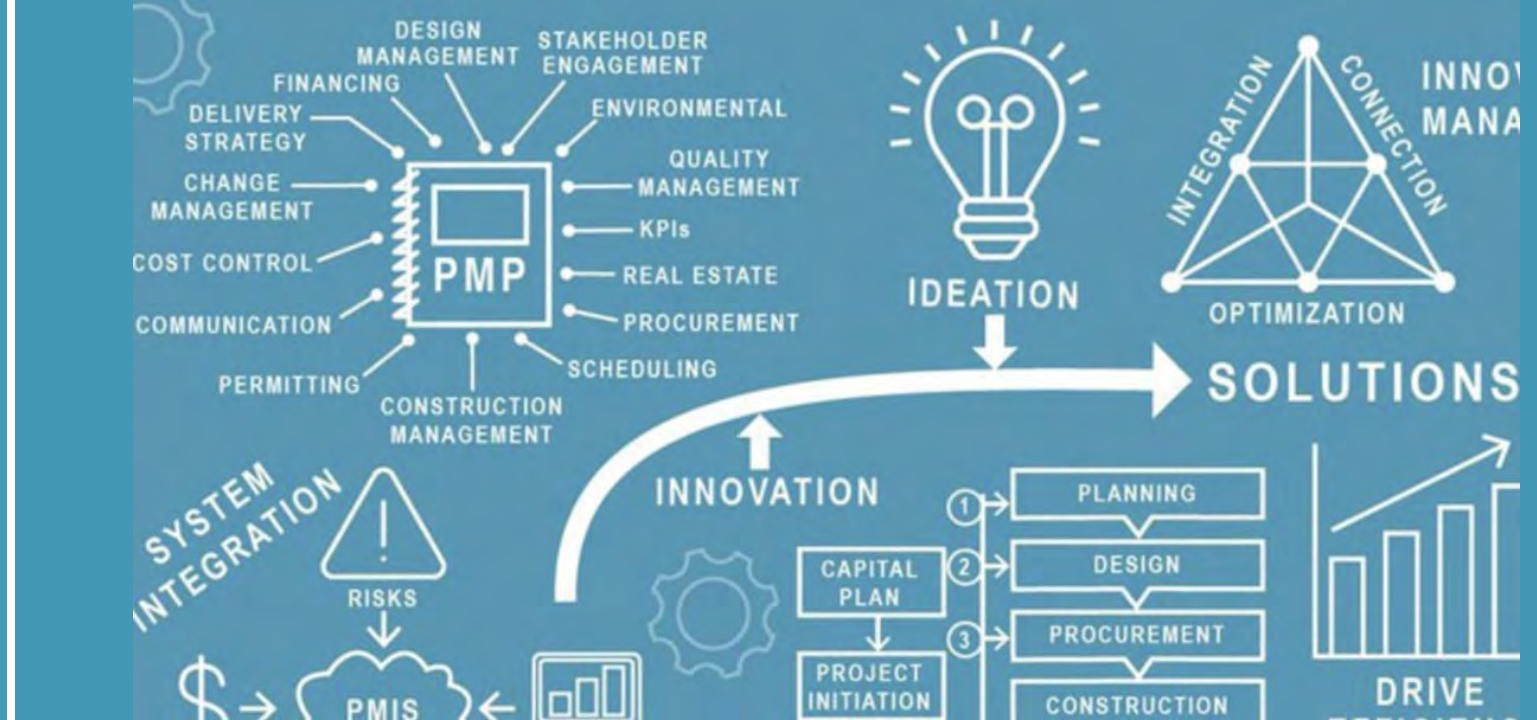 DESIGN
MANAGEMENT
STAKEHOLDER
ENGAGEMENT
FINANCING
ENVIRONMENTAL
DELIVERY
STRATEGY
QUALITY
MANAGEMENT
CHANGE
MANAGEMENT
KPIs
COST CONTROL
REAL ESTATE
COMMUNICATION
PROCUREMENT
PERMITTING
SCHEDULING
CONSTRUCTION
MANAGEMENT
PMP
IDEATION
INTEGRATION
CONNECTION
OPTIMIZATION
INNOV
MANA
SOLUTIONS
INNOVATION
SYSTEM
INTEGRATION
RISKS
$
PMIS
CAPITAL
PLAN
PROJECT
INITIATION
1
PLANNING
2
DESIGN
3
PROCUREMENT
CONSTRUCTION
DRIVE